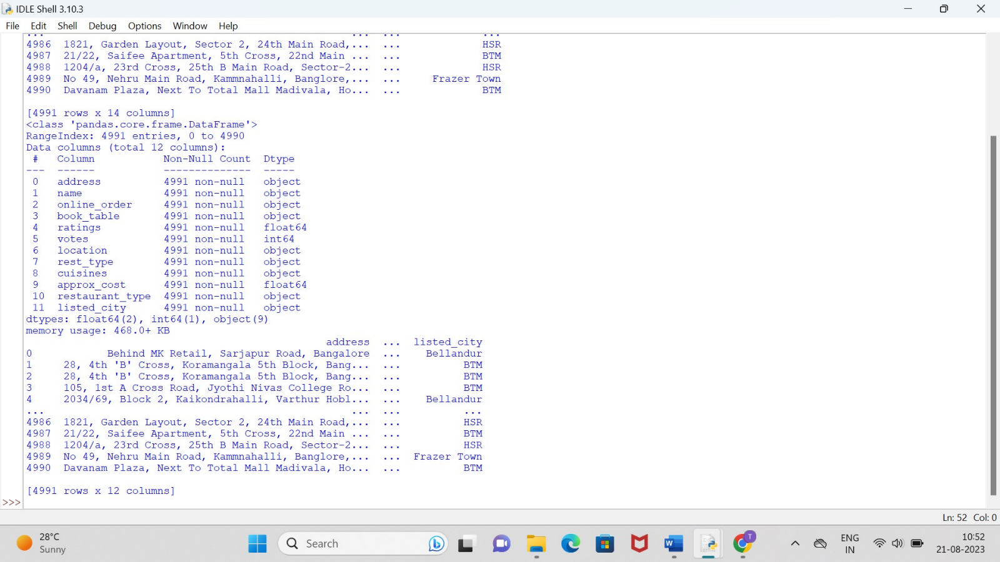 IDLE Shell 3.10.3
File Edit Shell Debug Options Window Help
... ... ... ...
4986 1821, Garden Layout, Sector 2, 24th Main Road,... ... HSR
4987 21/22, Saifee Apartment, 5th Cross, 22nd Main ... ... BTM
4988 1204/a, 23rd Cross, 25th B Main Road, Sector-2... ... HSR
4989 No 49, Nehru Main Road, Kammnahalli, Banglore,... ... Frazer Town
4990 Davanam Plaza, Next To Total Mall Madivala, Ho... ... BTM
[4991 rows x 14 columns]
<class 'pandas.core.frame.DataFrame'>
RangeIndex: 4991 entries, 0 to 4990
Data columns (total 12 columns):
# Column Non-Null Count Dtype
--- ------ -------------- -----
0 address 4991 non-null object
1 name 4991 non-null object
2 online_order 4991 non-null object
3 book_table 4991 non-null object
4 ratings 4991 non-null float64
5 votes 4991 non-null int64
6 location 4991 non-null object
7 rest_type 4991 non-null object
8 cuisines 4991 non-null object
9 approx_cost 4991 non-null float64
10 restaurant_type 4991 non-null object
11 listed_city 4991 non-null object
dtypes: float64(2), int64(1), object(9)
memory usage: 468.0+ KB
address ... listed_city
0 Behind MK Retail, Sarjapur Road, Bangalore ... Bellandur
1 28, 4th 'B' Cross, Koramangala 5th Block, Bang... ... BTM
2 28, 4th 'B' Cross, Koramangala 5th Block, Bang... ... BTM
3 105, 1st A Cross Road, Jyothi Nivas College Ro... ... BTM
4 2034/69, Block 2, Kaikondrahalli, Varthur Hobl... ... Bellandur
... ... ... ...
4986 1821, Garden Layout, Sector 2, 24th Main Road,... ... HSR
4987 21/22, Saifee Apartment, 5th Cross, 22nd Main ... ... BTM
4988 1204/a, 23rd Cross, 25th B Main Road, Sector-2... ... HSR
4989 No 49, Nehru Main Road, Kammnahalli, Banglore,... ... Frazer Town
4990 Davanam Plaza, Next To Total Mall Madivala, Ho... ... BTM
[4991 rows x 12 columns]
>>>
Ln: 52 Col: 0
28°C
Sunny
Search
W
T
ENG
IN
10:52
21-08-2023